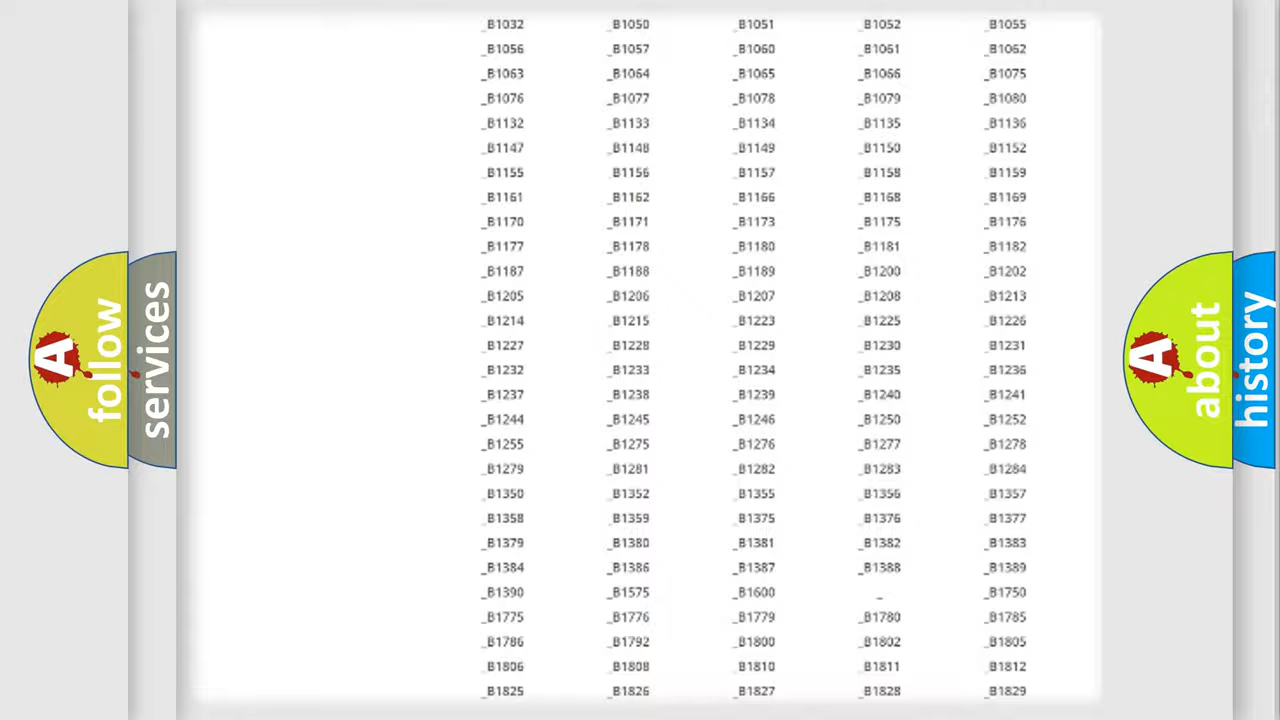 _B1032 _B1050 _B1051 _B1052 _B1055
_B1056 _B1057 _B1060 _B1061 _B1062
_B1063 _B1064 _B1065 _B1066 _B1075
_B1076 _B1077 _B1078 _B1079 _B1080
_B1132 _B1133 _B1134 _B1135 _B1136
_B1147 _B1148 _B1149 _B1150 _B1152
_B1155 _B1156 _B1157 _B1158 _B1159
_B1161 _B1162 _B1166 _B1168 _B1169
_B1170 _B1171 _B1173 _B1175 _B1176
_B1177 _B1178 _B1180 _B1181 _B1182
_B1187 _B1188 _B1189 _B1200 _B1202
_B1205 _B1206 _B1207 _B1208 _B1213
_B1214 _B1215 _B1223 _B1225 _B1226
_B1227 _B1228 _B1229 _B1230 _B1231
_B1232 _B1233 _B1234 _B1235 _B1236
_B1237 _B1238 _B1239 _B1240 _B1241
_B1244 _B1245 _B1246 _B1250 _B1252
_B1255 _B1275 _B1276 _B1277 _B1278
_B1279 _B1281 _B1282 _B1283 _B1284
_B1350 _B1352 _B1355 _B1356 _B1357
_B1358 _B1359 _B1375 _B1376 _B1377
_B1379 _B1380 _B1381 _B1382 _B1383
_B1384 _B1386 _B1387 _B1388 _B1389
_B1390 _B1575 _B1600 _ _B1750
_B1775 _B1776 _B1779 _B1780 _B1785
_B1786 _B1792 _B1800 _B1802 _B1805
_B1806 _B1808 _B1810 _B1811 _B1812
_B1825 _B1826 _B1827 _B1828 _B1829
A
follow
services
A
about
history